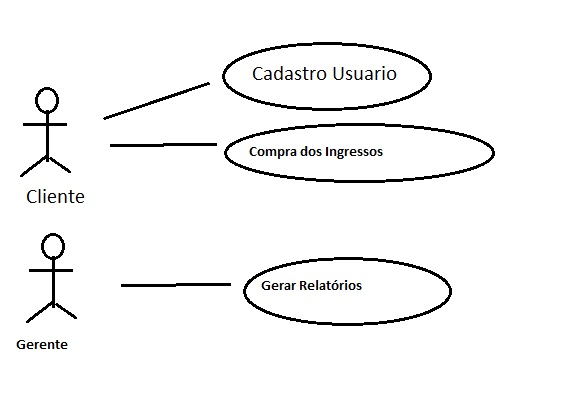 Cadastro Usuario
Compra dos Ingressos
Cliente
Gerar Relatórios
Gerente